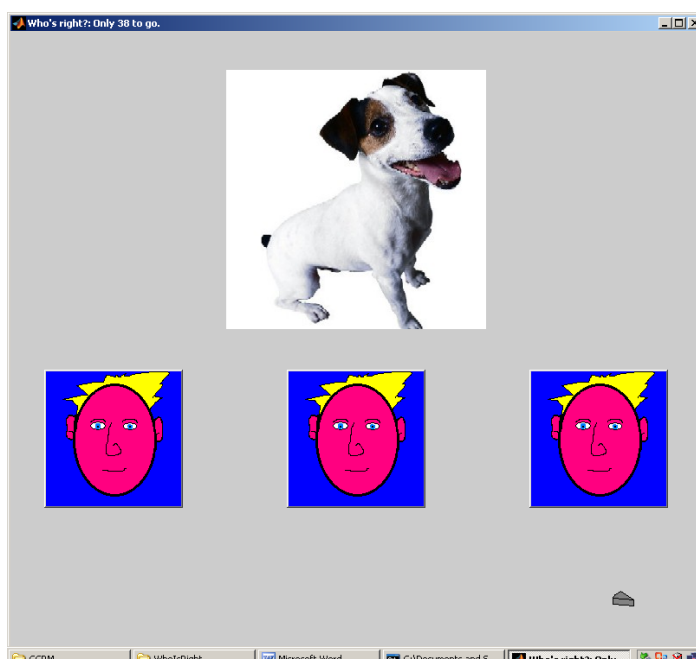 Who's right?: Only 38 to go.
CCRM
WhoIsRight
Microsoft Word
C:\Documents and S
Who's right?: Only